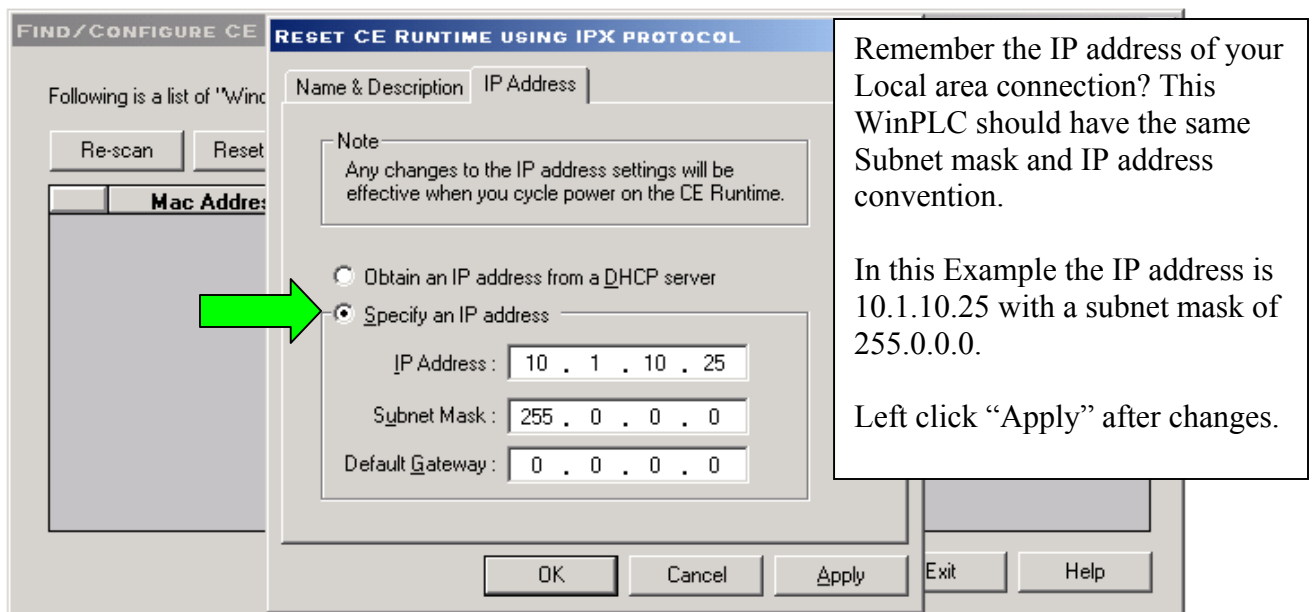 FIND/CONFIGURE CE
RESET CE RUNTIME USING IPX PROTOCOL
Following is a list of "Wind
Re-scan
Reset
Mac Addres
Name & Description
IP Address
Note
Any changes to the IP address settings will be
effective when you cycle power on the CE Runtime.
Obtain an IP address from a DHCP server
Specify an IP address
IP Address : 10 . 1 . 10 . 25
Subnet Mask : 255 . 0 . 0 . 0
Default Gateway : 0 . 0 . 0 . 0
OK
Cancel
Apply
Exit
Help
Remember the IP address of your
Local area connection? This
WinPLC should have the same
Subnet mask and IP address
convention.
In this Example the IP address is
10.1.10.25 with a subnet mask of
255.0.0.0.
Left click “Apply” after changes.